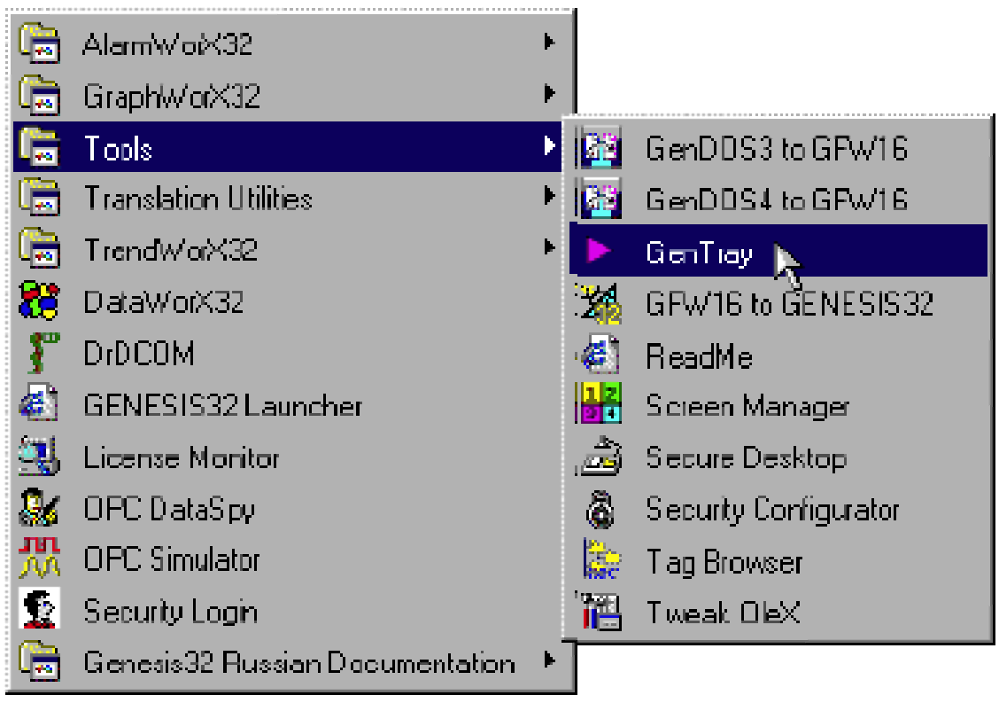 AlarmWorX32
GraphWorX32
Tools
Translation Utilities
TrendWorX32
DataWorX32
DrDCOM
GENESIS32 Launcher
License Monitor
OPC DataSpy
OPC Simulator
Security Login
Genesis32 Russian Documentation
GenDOS3 to GFW16
GenDOS4 to GFW16
GenTray
GFW16 to GENESIS32
ReadMe
Screen Manager
Secure Desktop
Security Configurator
Tag Browser
Tweak OleX